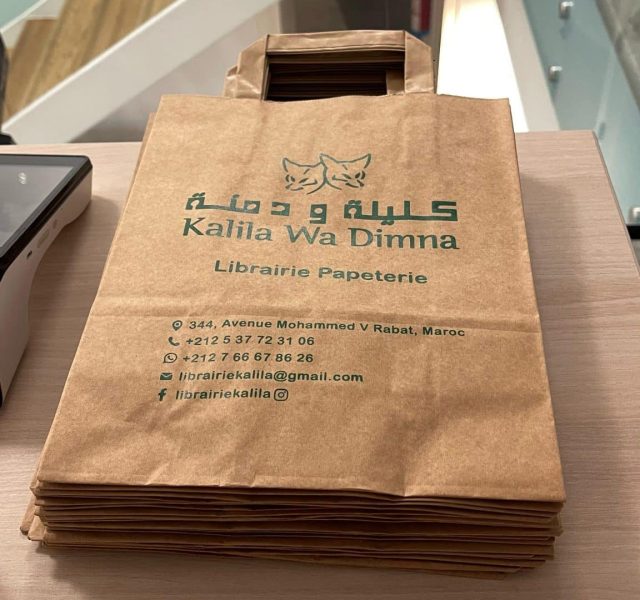 كليلة و دمنة
Kalila Wa Dimna
Librairie Papeterie
344, Avenue Mohammed V Rabat, Maroc
+212 5 37 72 31 06
+212 7 66 67 86 26
librairiekalila@gmail.com
librairiekalila